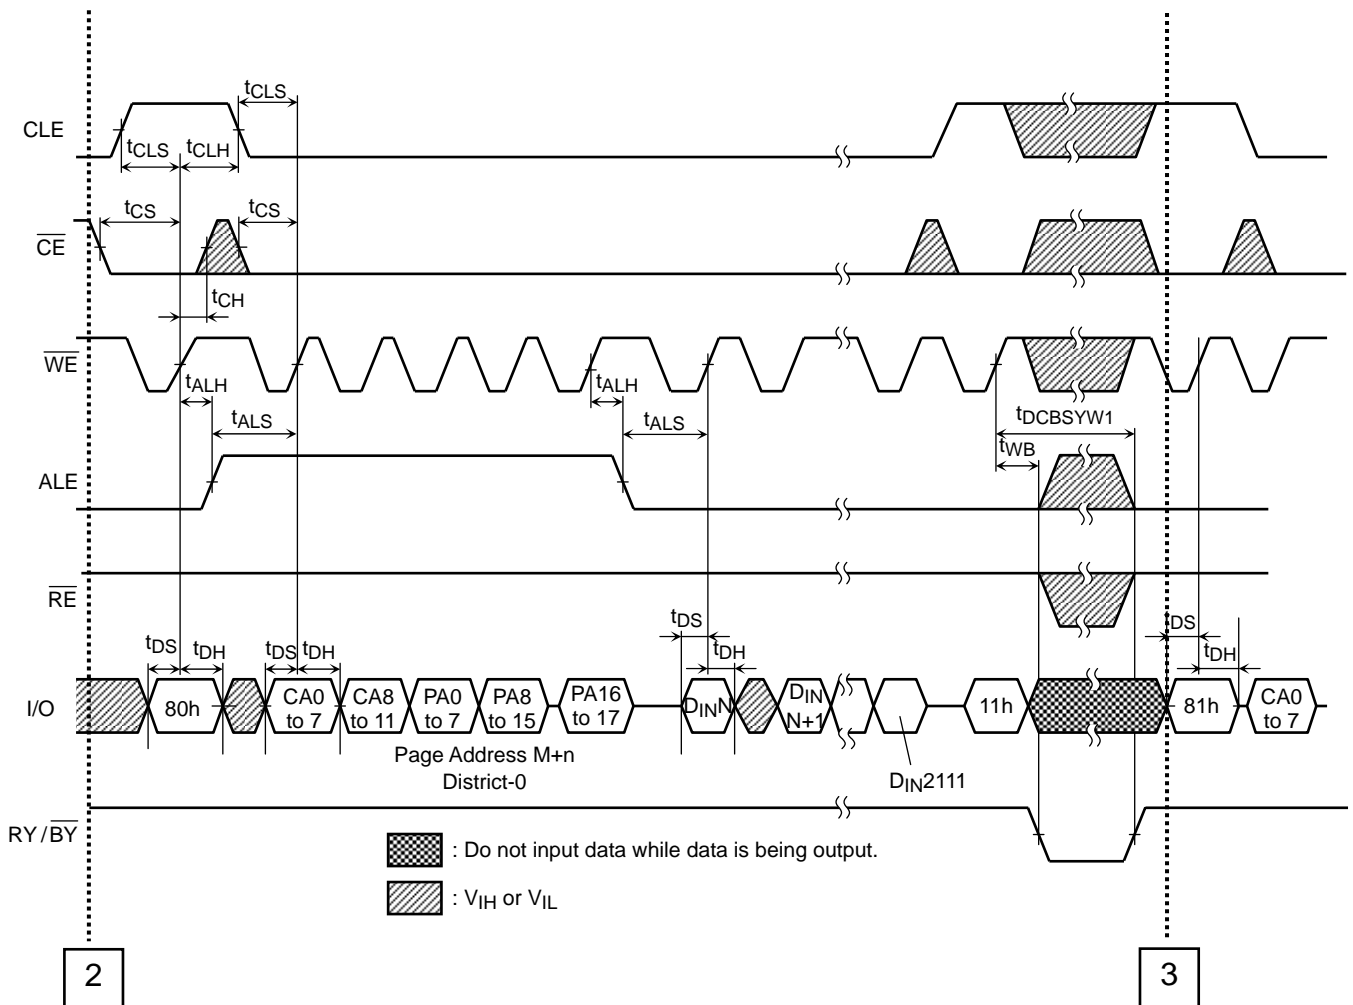 tCLS
CLE
tCLS
tCLH
tCS
tCS
CE
tCH
WE
tALH
tALH
tALS
tALS
tDCBSYW1
tWB
ALE
RE
tDS
tDH
tDS
tDH
tDS
tDH
tDS
tDH
I/O
80h
CA0
to 7
CA8
to 11
PA0
to 7
PA8
to 15
PA16
to 17
DINN
DIN
N+1
11h
81h
CA0
to 7
Page Address M+n
District-0
DIN2111
RY/BY
: Do not input data while data is being output.
: VIH or VIL
2
3